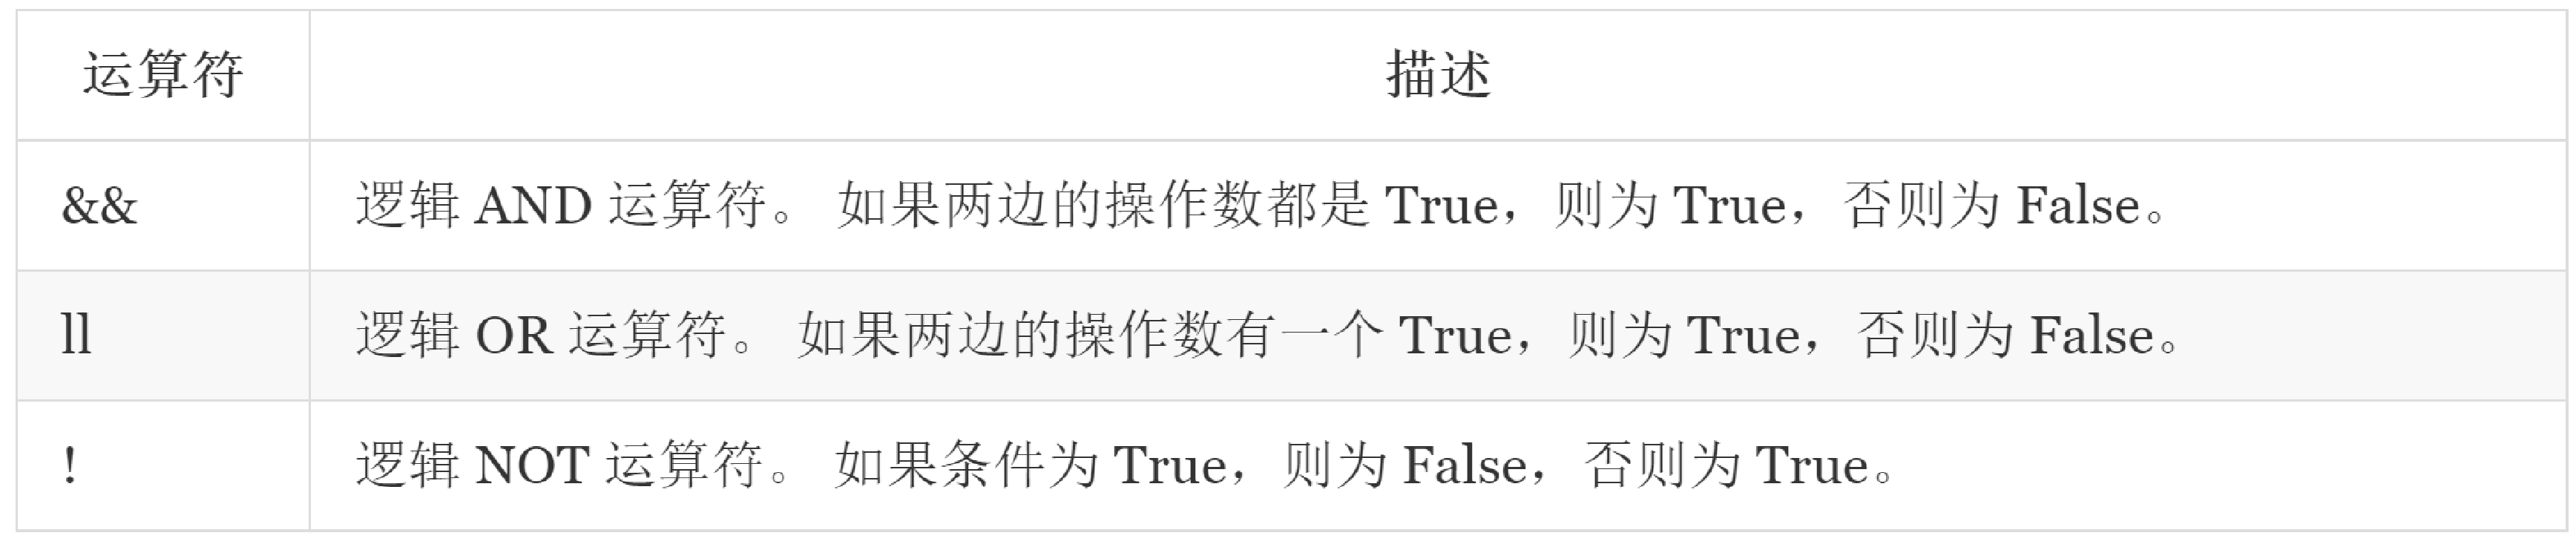 运算符 描述
&& 逻辑 AND 运算符。 如果两边的操作数都是 True，则为 True，否则为 False。
ll 逻辑 OR 运算符。 如果两边的操作数有一个 True，则为 True，否则为 False。
! 逻辑 NOT 运算符。 如果条件为 True，则为 False，否则为 True。